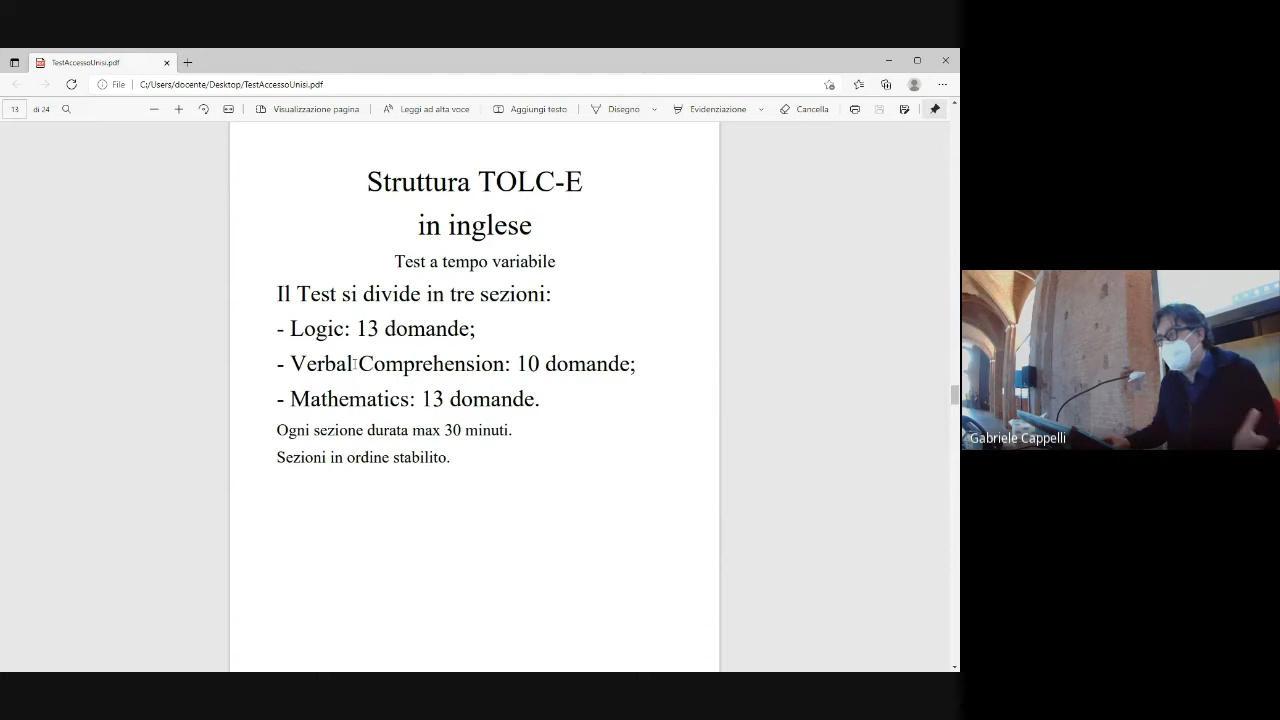 TestAccessoUnisi.pdf
File
C:/Users/docente/Desktop/TestAccessoUnisi.pdf
13 di 24
Visualizzazione pagina
Leggi ad alta voce
Aggiungi testo
Disegno
Evidenziazione
Cancella
Struttura TOLC-E
in inglese
Test a tempo variabile
Il Test si divide in tre sezioni:
- Logic: 13 domande;
- Verbal Comprehension: 10 domande;
- Mathematics: 13 domande.
Ogni sezione durata max 30 minuti.
Sezioni in ordine stabilito.
Gabriele Cappelli